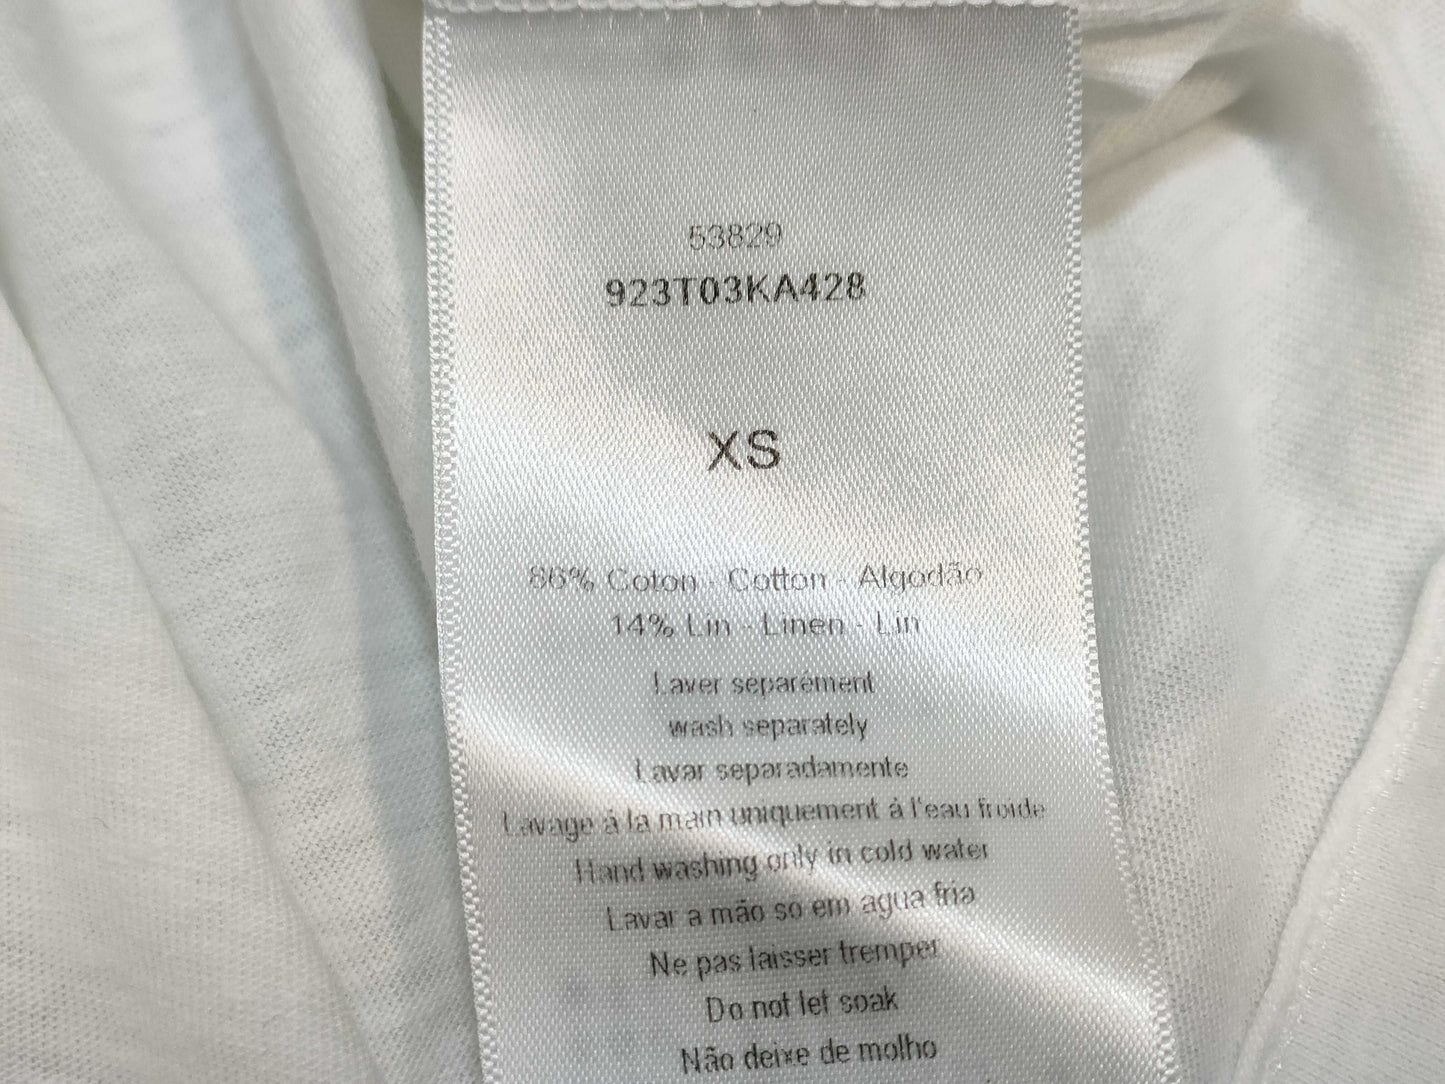 53829
923T03KA428
XS
86% Coton - Cotton - Algodão
14% Lin - Linen - Lin
Laver separément
wash separately
Lavar separadamente
Lavage à la main uniquement à l'eau froide
Hand washing only in cold water
Lavar a mão só em agua fria
Ne pas laisser tremper
Do not let soak
Não deixe de molho